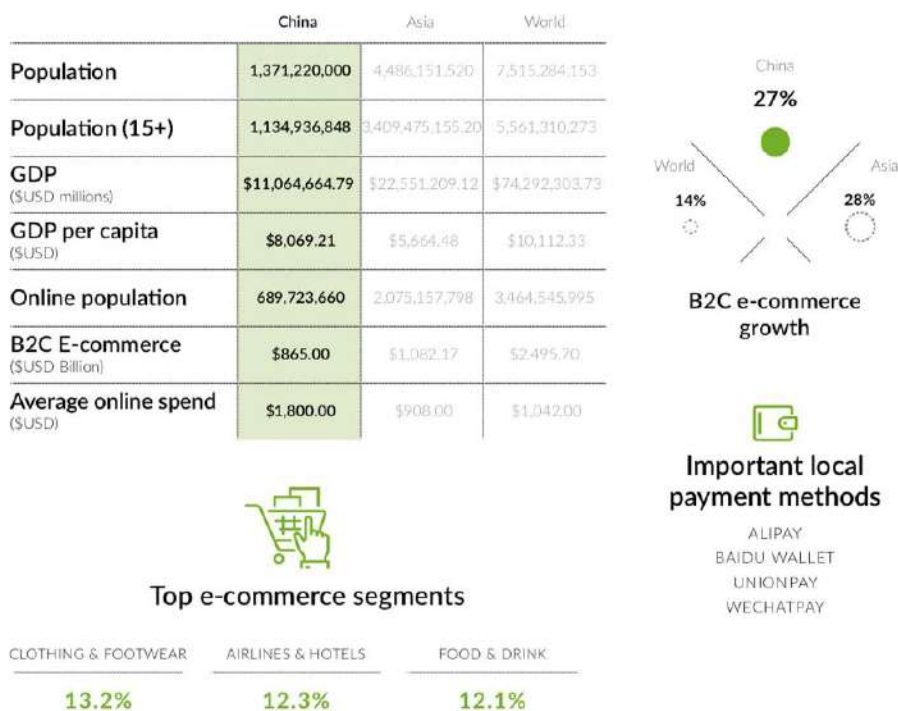 China Asia World
Population 1,371,220,000 4,486,151,520 7,515,284,153
Population (15+) 1,134,936,848 3,409,475,155.20 5,561,310,273
GDP $11,064,664.79 $22,551,209.12 $74,292,303.73
($USD millions)
GDP per capita $8,069.21 $5,664.48 $10,112.33
($USD)
Online population 689,723,660 2,075,157,798 3,464,545,995
B2C E-commerce $865.00 $1,082.17 $2,495.70
($USD Billion)
Average online spend $1,800.00 $908.00 $1,042.00
($USD)
China
27%
World
14%
Asia
28%
B2C e-commerce
growth
Important local
payment methods
ALIPAY
BAIDU WALLET
UNIONPAY
WECHATPAY
Top e-commerce segments
CLOTHING & FOOTWEAR AIRLINES & HOTELS FOOD & DRINK
13.2% 12.3% 12.1%